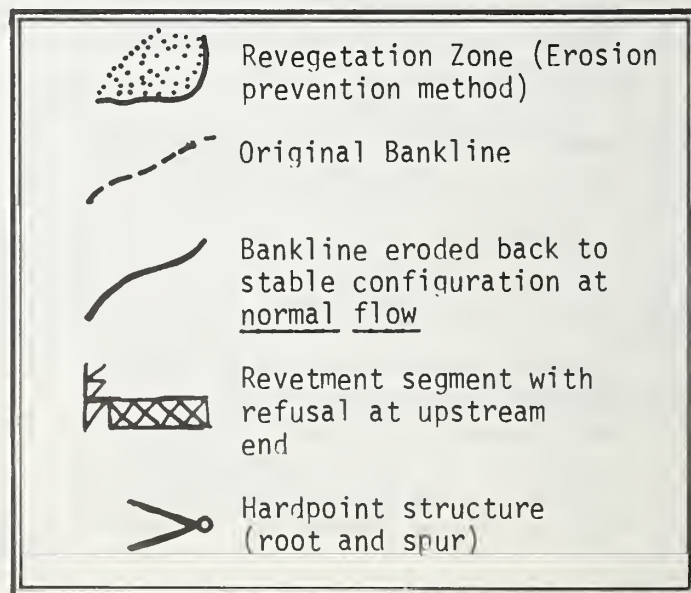 Revegetation Zone (Erosion
prevention method)
Original Bankline
Bankline eroded back to
stable configuration at
normal flow
Revetment segment with
refusal at upstream
end
Hardpoint structure
(root and spur)